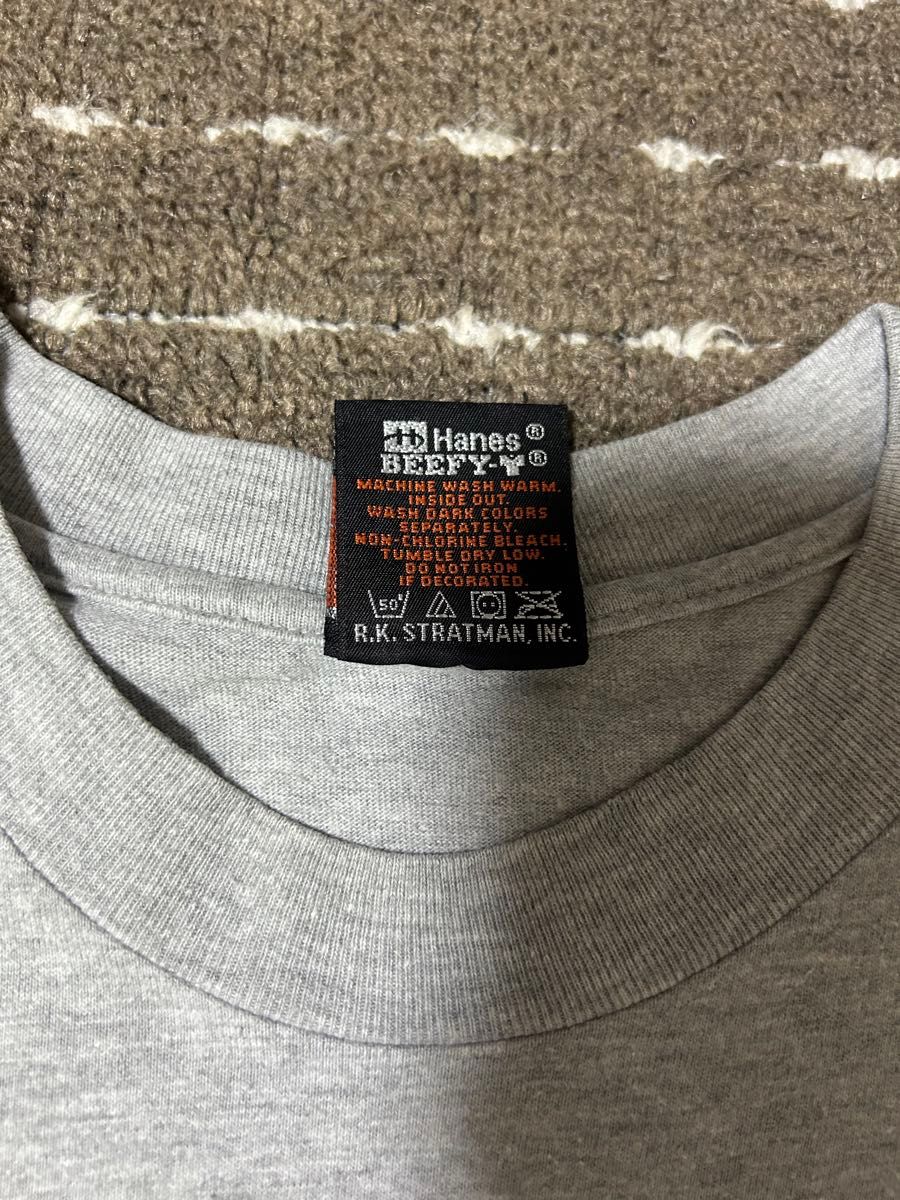 Hanes®
BEEFY-T®
MACHINE WASH WARM,
INSIDE OUT.
WASH DARK COLORS
SEPARATELY.
NON-CHLORINE BLEACH,
TUMBLE DRY LOW.
DO NOT IRON
IF DECORATED.
50°
R.K. STRATMAN, INC.